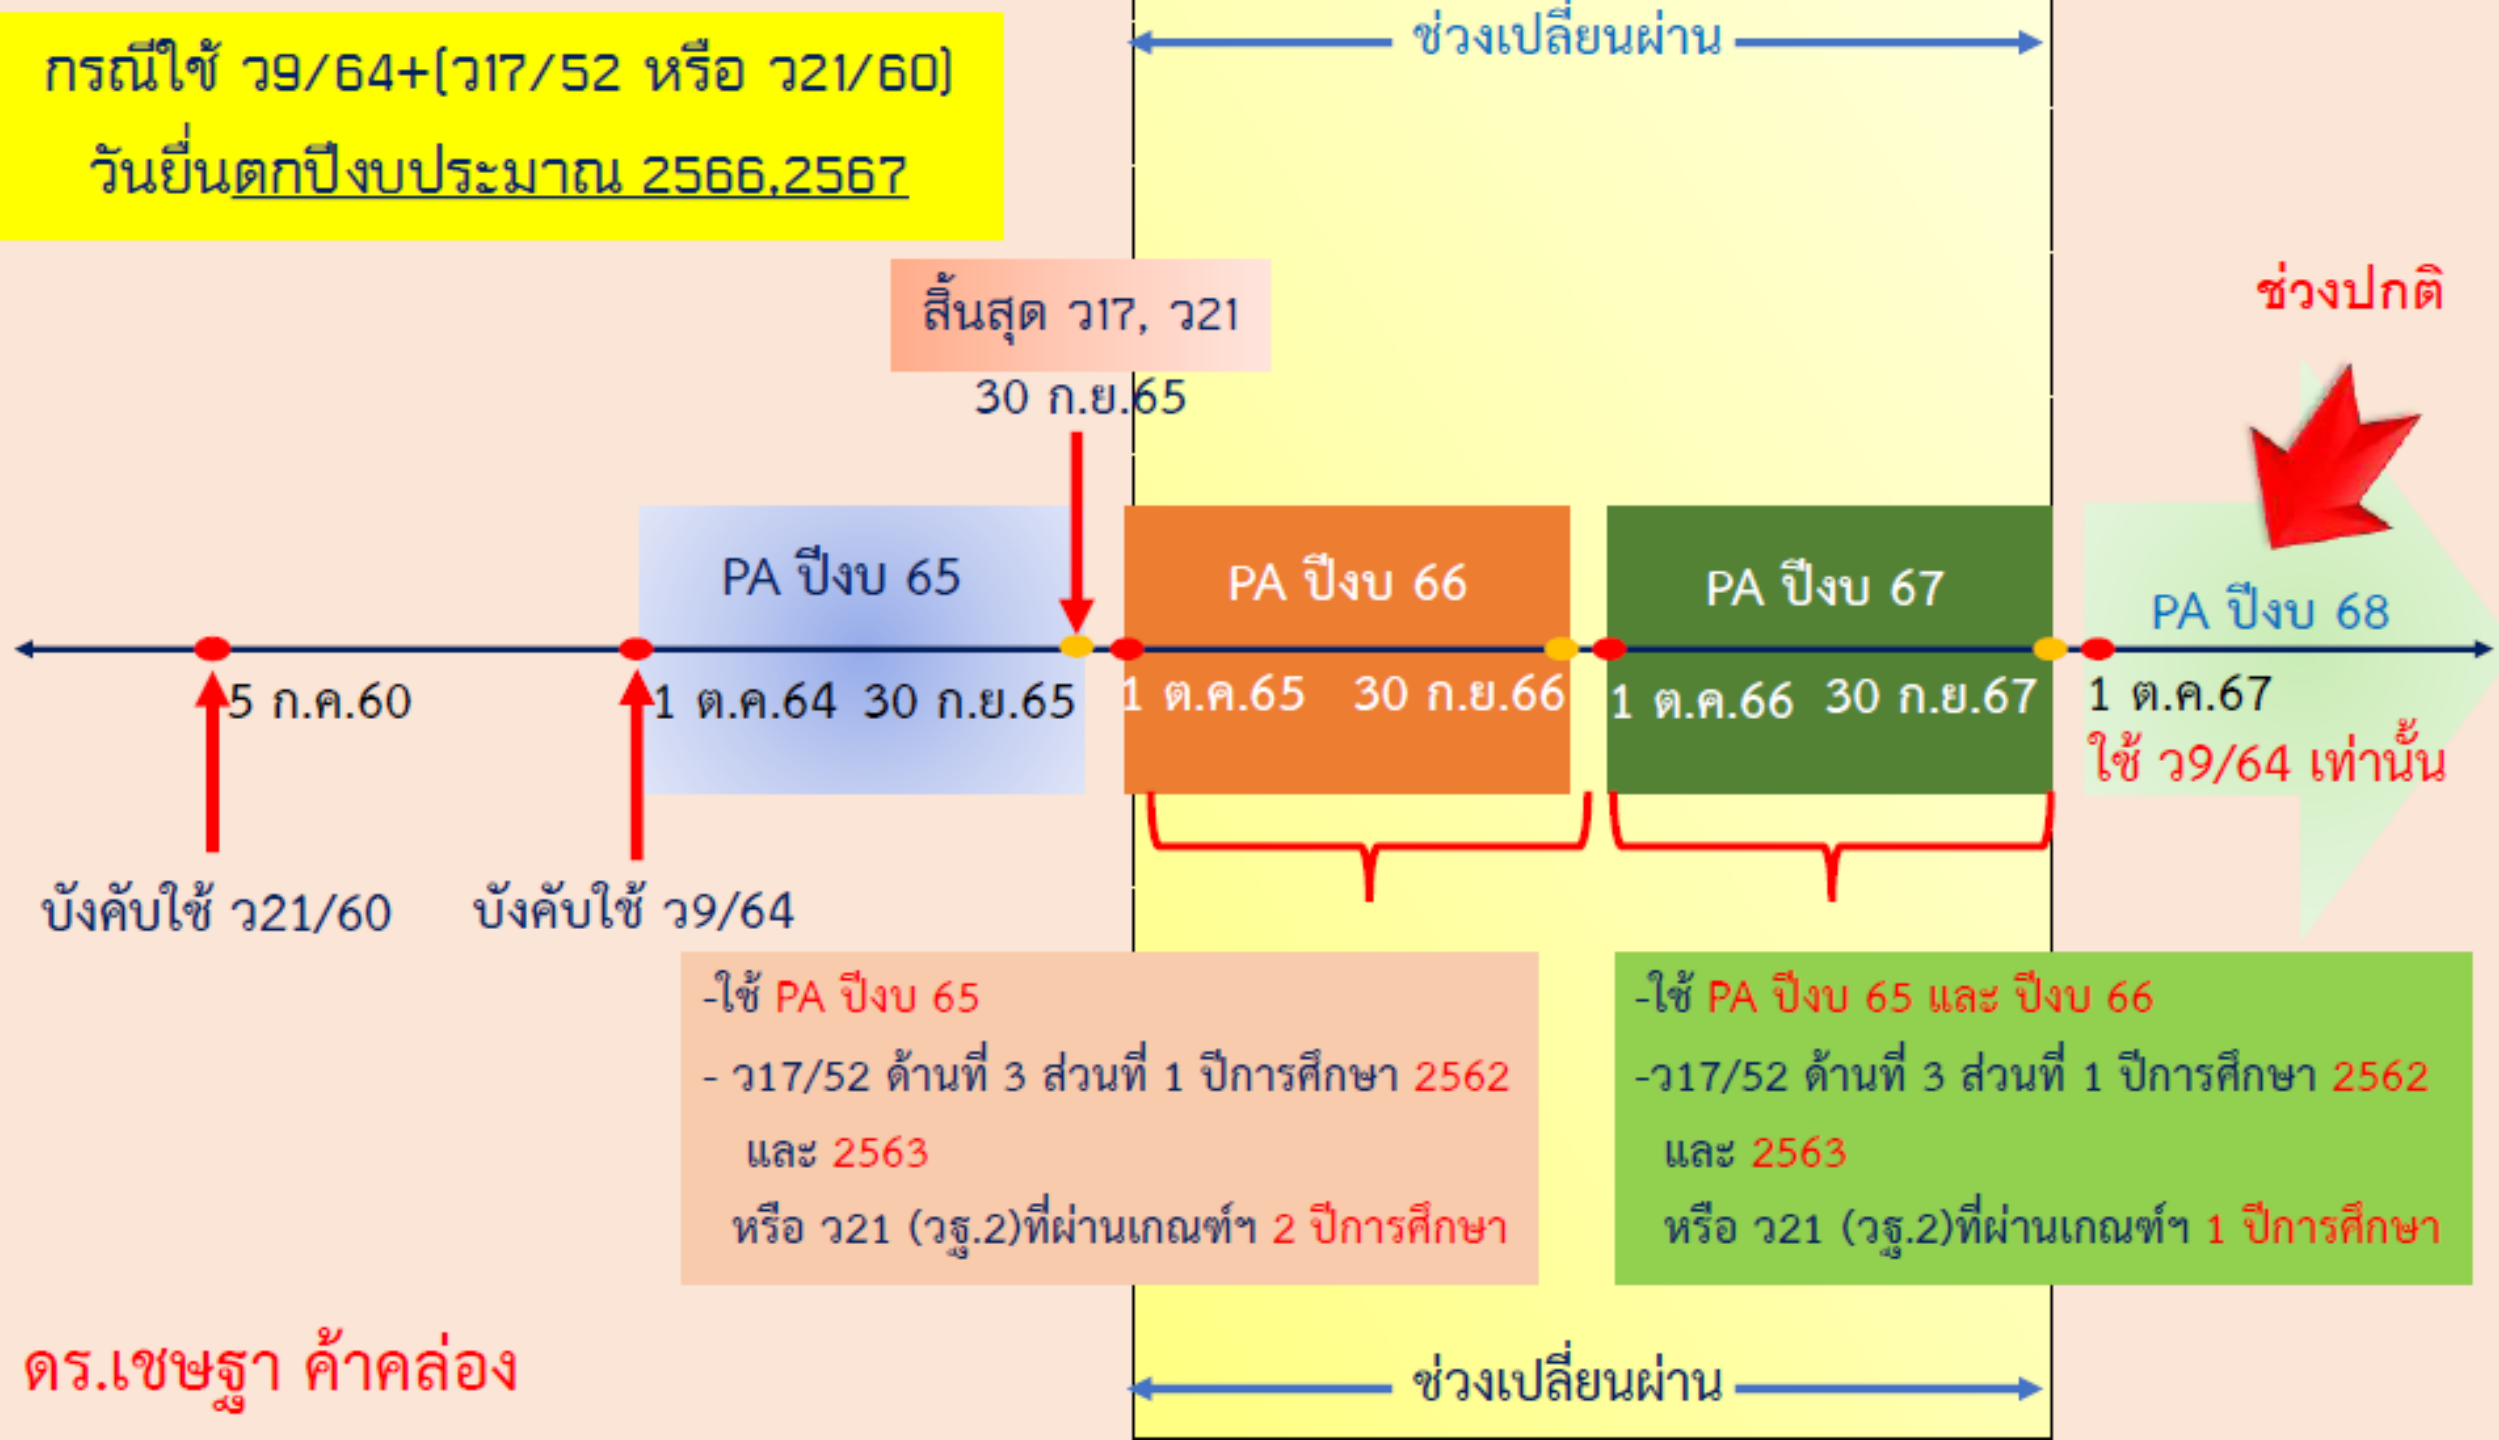 ช่วงเปลี่ยนผ่าน
กรณีใช้ ว9/64+(ว17/52 หรือ ว21/60)
วันยื่นตกปีงบประมาณ 2566,2567
สิ้นสุด ว17, ว21
30 ก.ย.65
ช่วงปกติ
PA ปีงบ 65
PA ปีงบ 66
PA ปีงบ 67
PA ปีงบ 68
5 ก.ค.60
1 ต.ค.64 30 ก.ย.65
1 ต.ค.65 30 ก.ย.66
1 ต.ค.66 30 ก.ย.67
1 ต.ค.67
ใช้ ว9/64 เท่านั้น
บังคับใช้ ว21/60
บังคับใช้ ว9/64
-ใช้ PA ปีงบ 65
- ว17/52 ด้านที่ 3 ส่วนที่ 1 ปีการศึกษา 2562
และ 2563
หรือ ว21 (วฐ.2)ที่ผ่านเกณฑ์ฯ 2 ปีการศึกษา
-ใช้ PA ปีงบ 65 และ ปีงบ 66
-ว17/52 ด้านที่ 3 ส่วนที่ 1 ปีการศึกษา 2562
และ 2563
หรือ ว21 (วฐ.2)ที่ผ่านเกณฑ์ฯ 1 ปีการศึกษา
ดร.เชษฐา ค้าคล่อง
ช่วงเปลี่ยนผ่าน